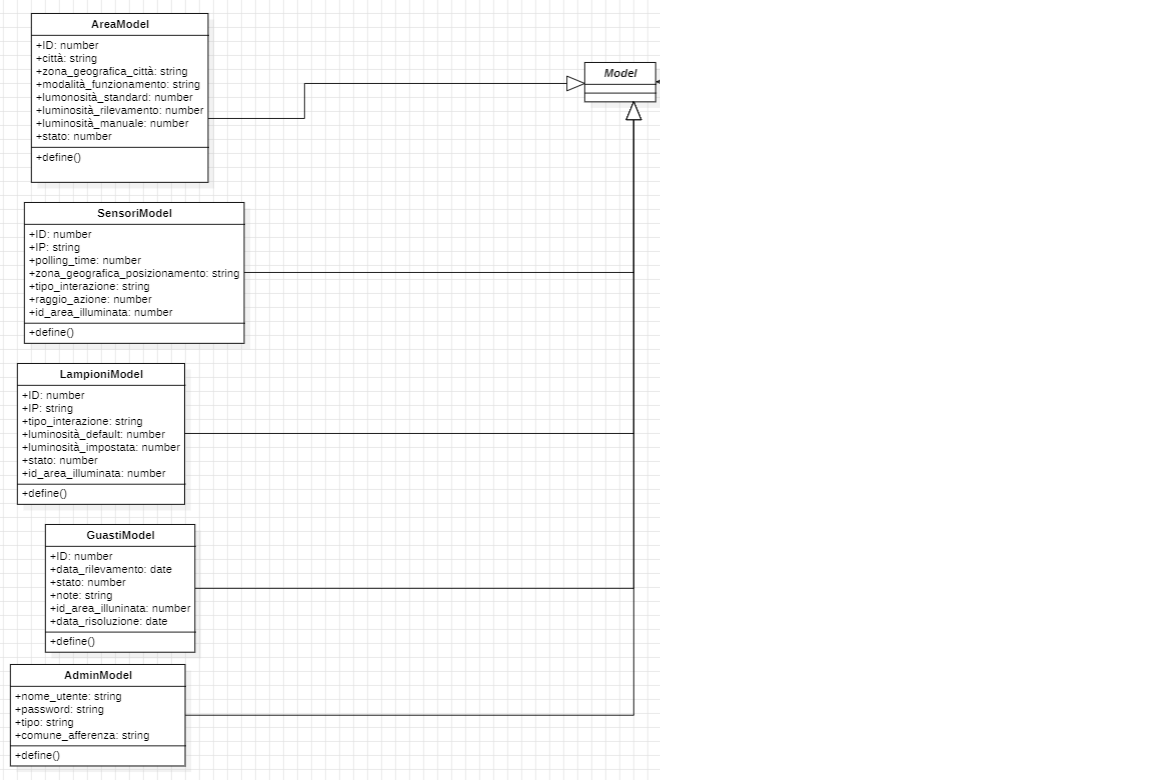 AreaModel
+ID: number
+città: string
+zona_geografica_città: string
+modalità_funzionamento: string
+lumonosità_standard: number
+luminosità_rilevamento: number
+luminosità_manuale: number
+stato: number
+define()
Model
SensoriModel
+ID: number
+IP: string
+polling_time: number
+zona_geografica_posizionamento: string
+tipo_interazione: string
+raggio_azione: number
+id_area_illuminata: number
+define()
LampioniModel
+ID: number
+IP: string
+tipo_interazione: string
+luminosità_default: number
+luminosità_impostata: number
+stato: number
+id_area_illuminata: number
+define()
GuastiModel
+ID: number
+data_rilevamento: date
+stato: number
+note: string
+id_area_illuninata: number
+data_risoluzione: date
+define()
AdminModel
+nome_utente: string
+password: string
+tipo: string
+comune_afferenza: string
+define()